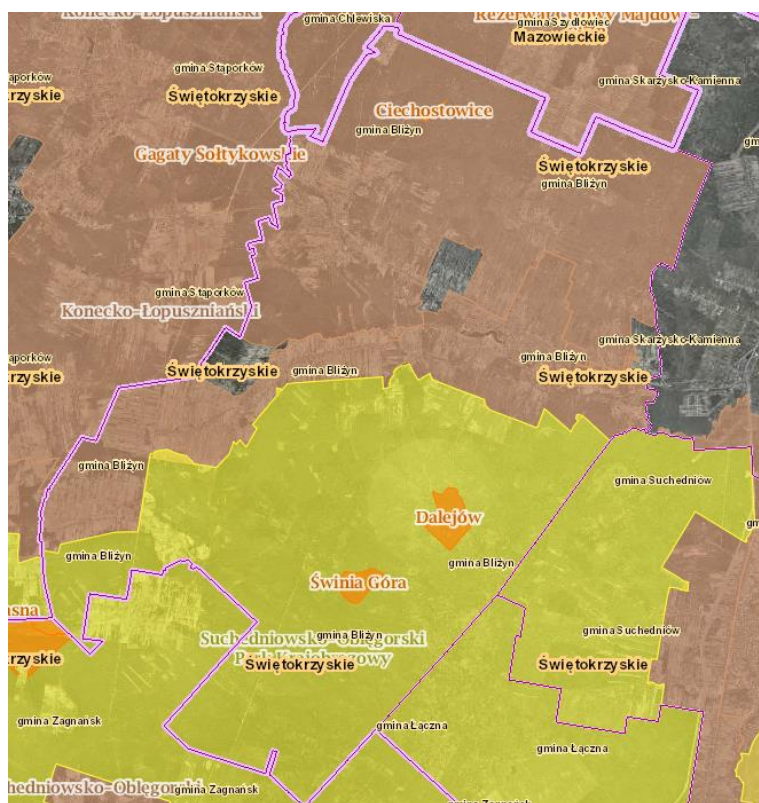 Konecko-Łopuszniański
gmina Chlewiska
gmina Szydłowiec
Mazowieckie
gmina Stąporków
gmina Skarżysko-Kamienna
Świętokrzyskie
Ciechostowice
gmina Bliżyn
Gagaty Sołtykowskie
Świętokrzyskie
gmina Bliżyn
gmina Stąporków
Konecko-Łopuszniański
gmina Skarżysko-Kamienna
gmina Bliżyn
Świętokrzyskie
gmina Bliżyn
Świętokrzyskie
gmina Bliżyn
gmina Suchedniów
Dalejów
gmina Bliżyn
gmina Bliżyn
Świnia Góra
gmina Suchedniów
gmina Bliżyn
Suchedniowsko-Oblęgorski
Park Krajobrazowy
Świętokrzyskie
Świętokrzyskie
gmina Zagnańsk
gmina Łączna
gmina Łączna
gmina Zagnańsk